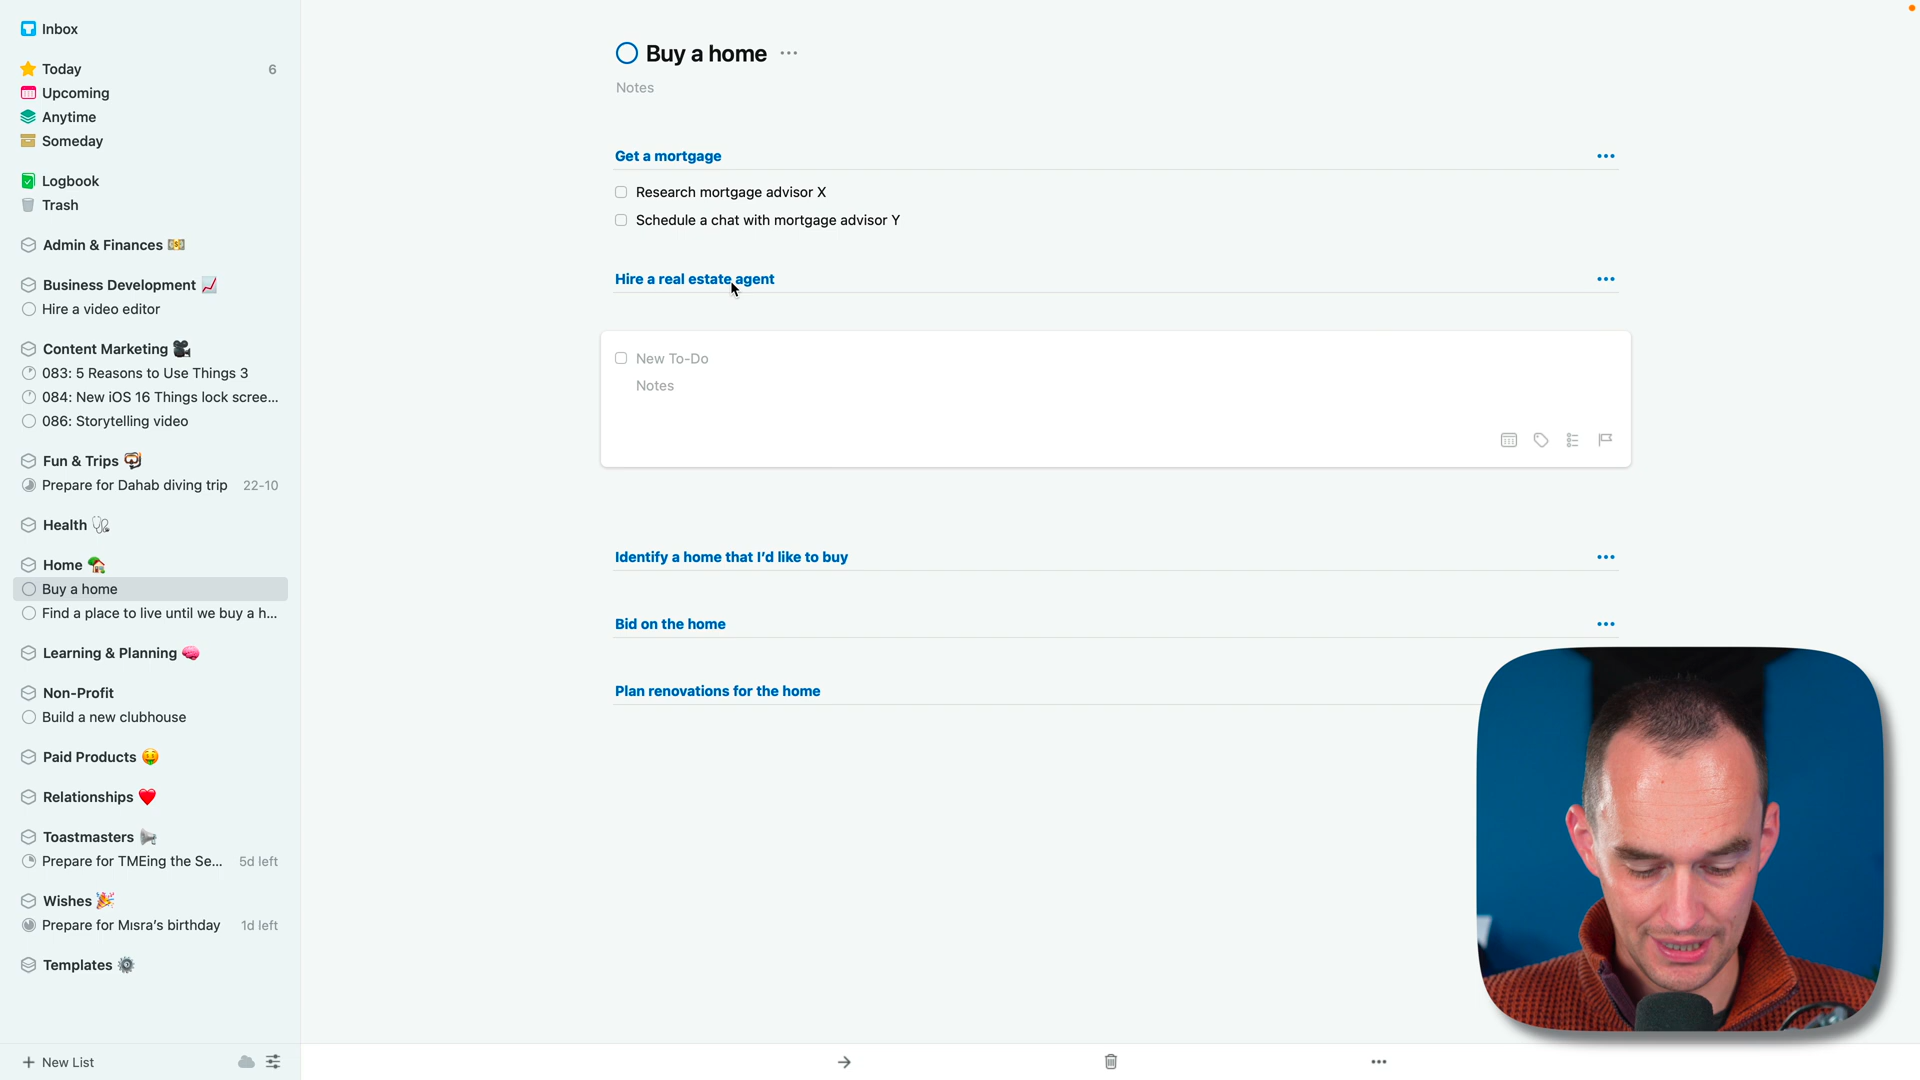 Inbox
Today 6
Upcoming
Anytime
Someday
Logbook
Trash
Admin & Finances
Business Development
Hire a video editor
Content Marketing
083: 5 Reasons to Use Things 3
084: New iOS 16 Things lock scree...
086: Storytelling video
Fun & Trips
Prepare for Dahab diving trip 22-10
Health
Home
Buy a home
Find a place to live until we buy a h...
Learning & Planning
Non-Profit
Build a new clubhouse
Paid Products
Relationships
Toastmasters
Prepare for TMEing the Se... 5d left
Wishes
Prepare for Mısra's birthday 1d left
Templates
New List
Buy a home
Notes
Get a mortgage
Research mortgage advisor X
Schedule a chat with mortgage advisor Y
Hire a real estate agent
New To-Do
Notes
Identify a home that I'd like to buy
Bid on the home
Plan renovations for the home